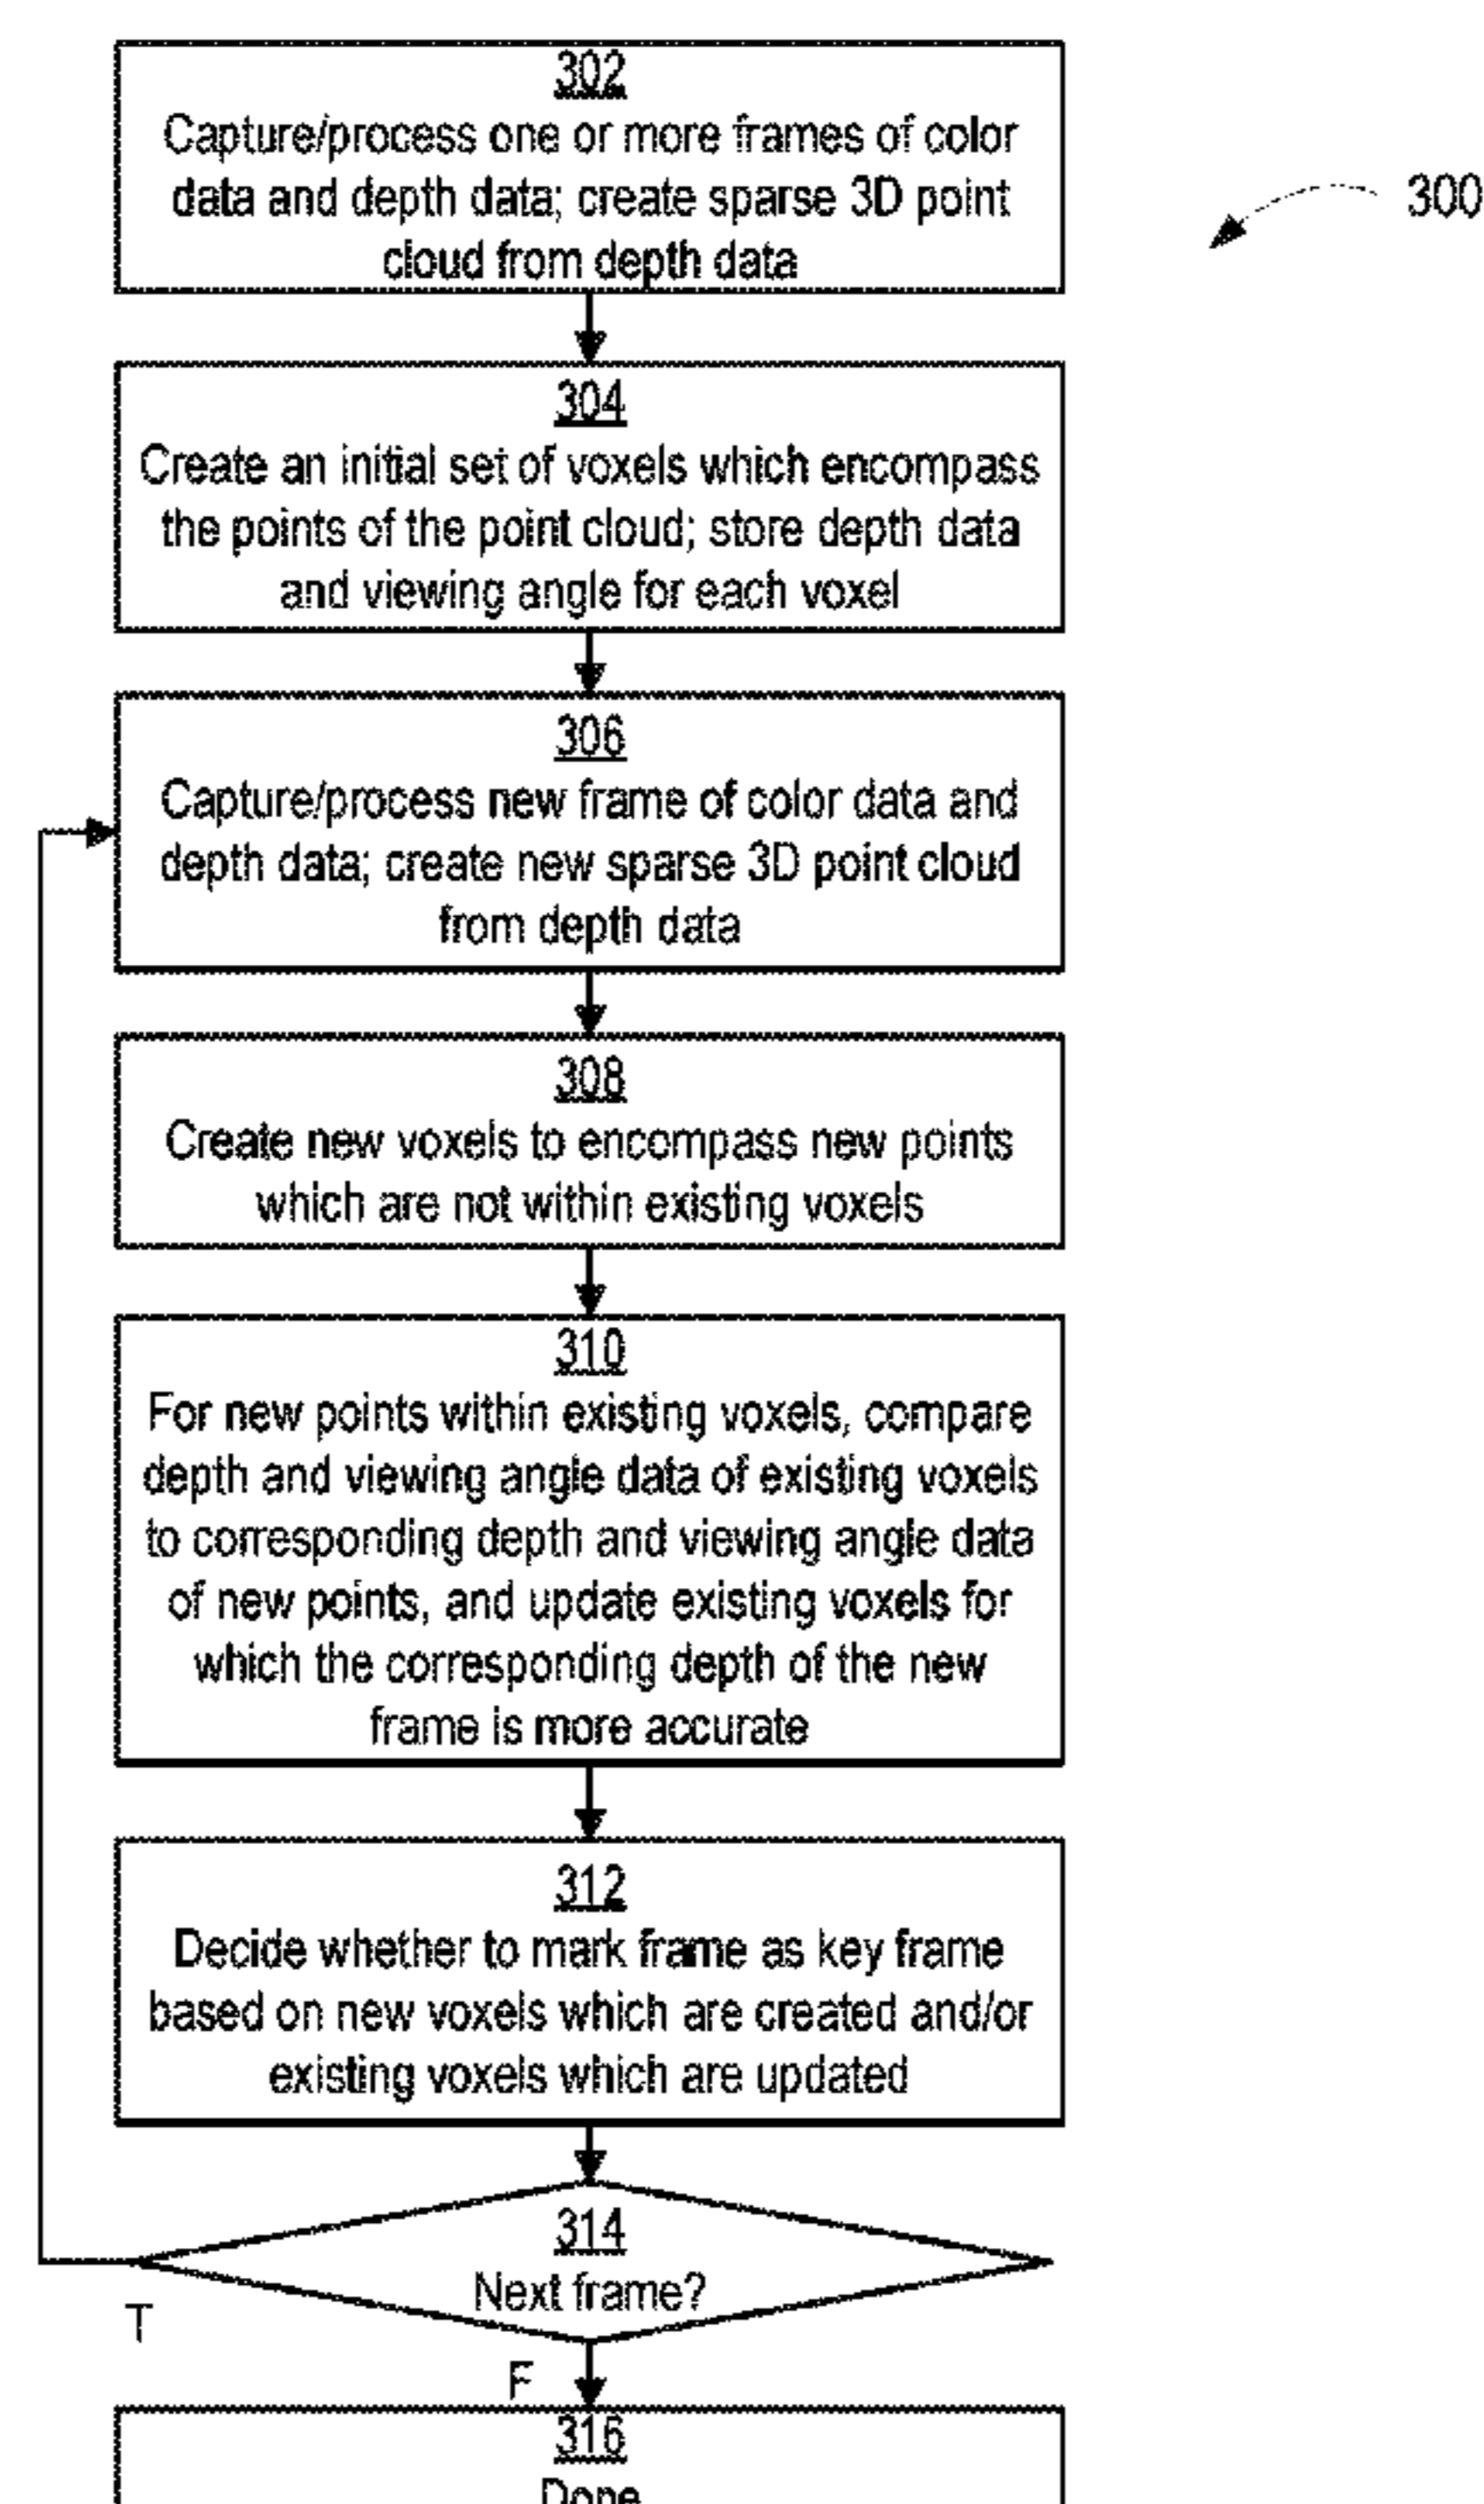 302
Capture/process one or more frames of color
data and depth data; create sparse 3D point
cloud from depth data
300
304
Create an initial set of voxels which encompass
the points of the point cloud; store depth data
and viewing angle for each voxel
306
Capture/process new frame of color data and
depth data; create new sparse 3D point cloud
from depth data
308
Create new voxels to encompass new points
which are not within existing voxels
310
For new points within existing voxels, compare
depth and viewing angle data of existing voxels
to corresponding depth and viewing angle data
of new points, and update existing voxels for
which the corresponding depth of the new
frame is more accurate
312
Decide whether to mark frame as key frame
based on new voxels which are created and/or
existing voxels which are updated
314
Next frame?
T
F
316
Done